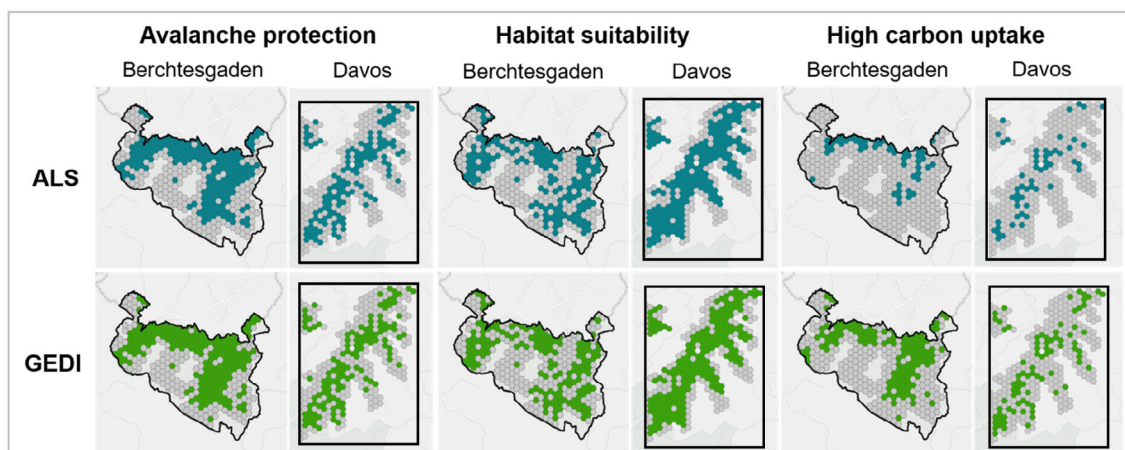 Avalanche protection Habitat suitability High carbon uptake
Berchtesgaden Davos Berchtesgaden Davos Berchtesgaden Davos
ALS
GEDI